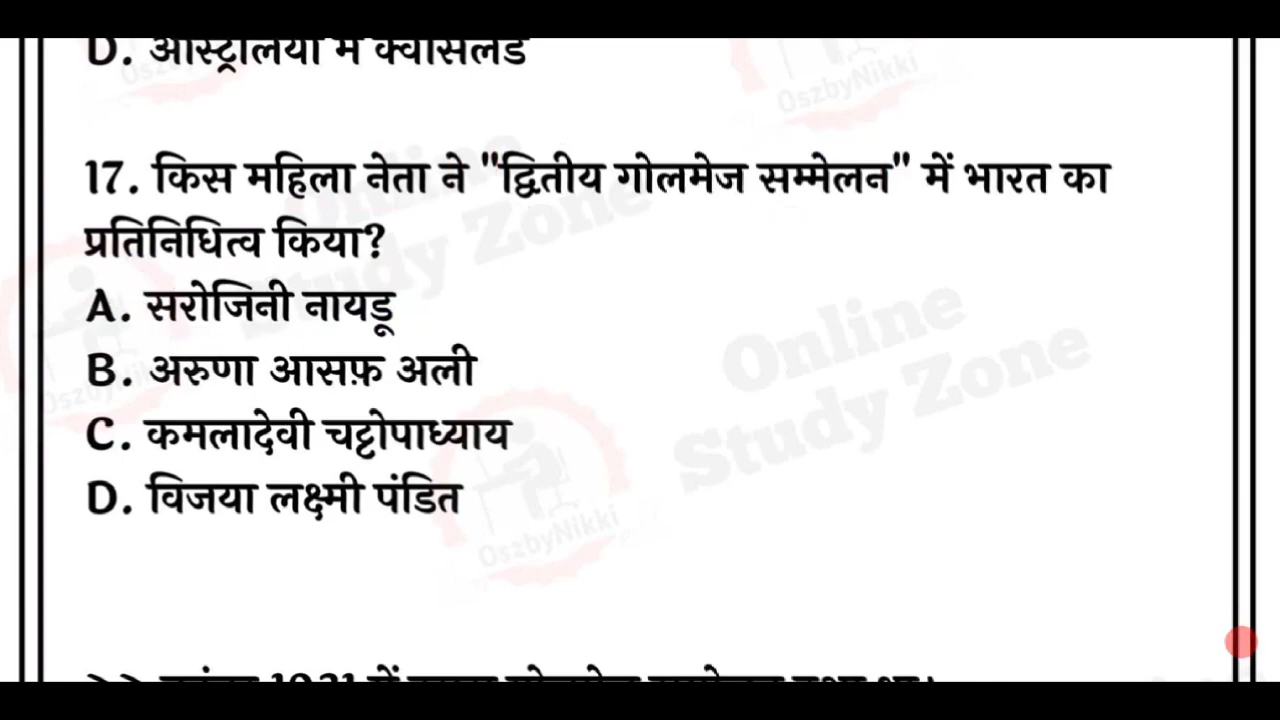 D. ऑस्ट्रेलिया में क्वींसलैंड
17. किस महिला नेता ने "द्वितीय गोलमेज सम्मेलन" में भारत का
प्रतिनिधित्व किया?
A. सरोजिनी नायडू
B. अरुणा आसफ़ अली
C. कमलादेवी चट्टोपाध्याय
D. विजया लक्ष्मी पंडित
Online
Study Zone
OszbyNikki